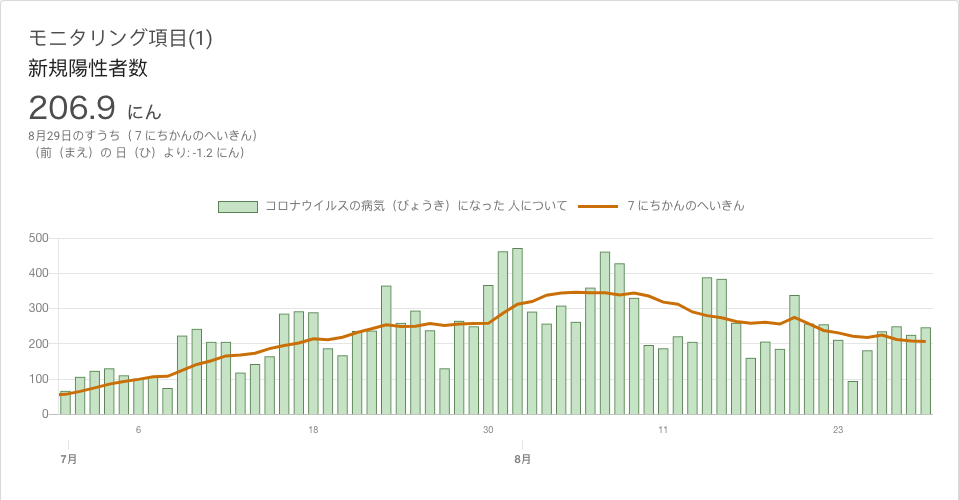 モニタリング項目(1)
新規陽性者数
206.9 にん
8月29日のすうち（７にちかんのへいきん）
（前（まえ）の 日（ひ）より: -1.2 にん）
コロナウイルスの病気（びょうき）になった 人について ７にちかんのへいきん
500
400
300
200
100
0
6 18 30 11 23
7月 8月